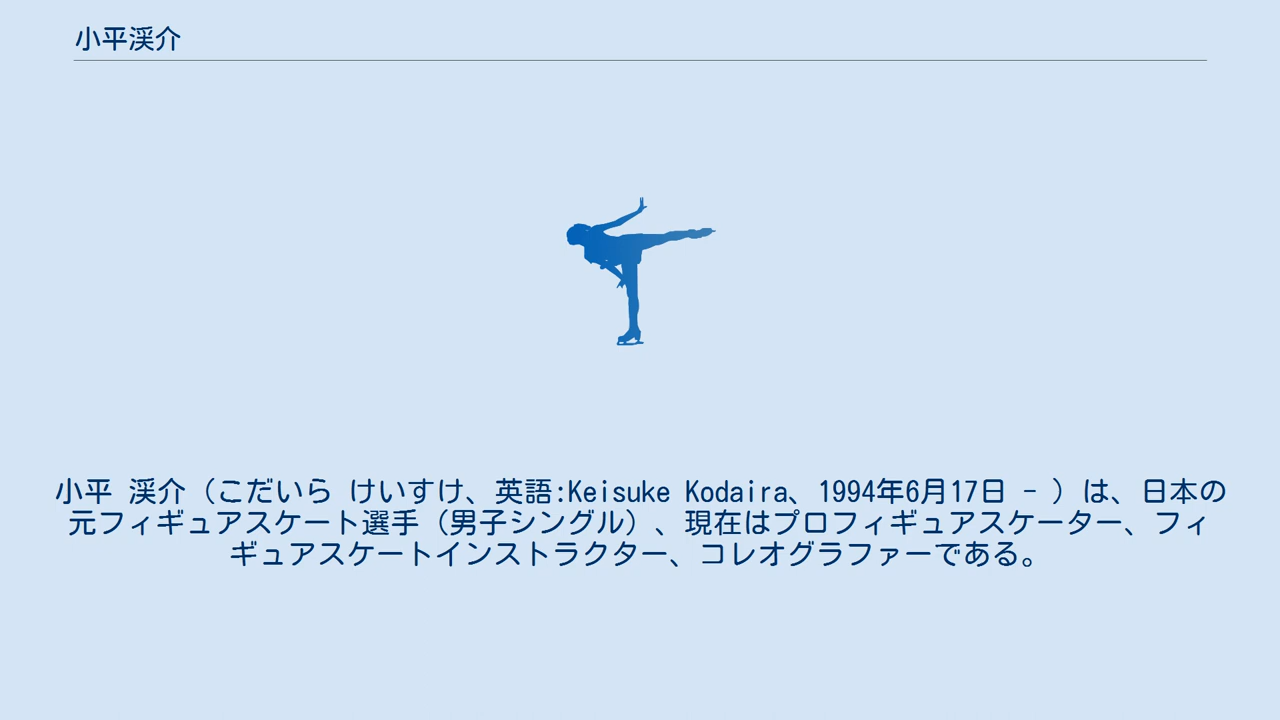 小平渓介
小平 渓介（こだいら けいすけ、英語:Keisuke Kodaira、1994年6月17日 - ）は、日本の
元フィギュアスケート選手（男子シングル）、現在はプロフィギュアスケーター、フィ
ギュアスケートインストラクター、コレオグラファーである。